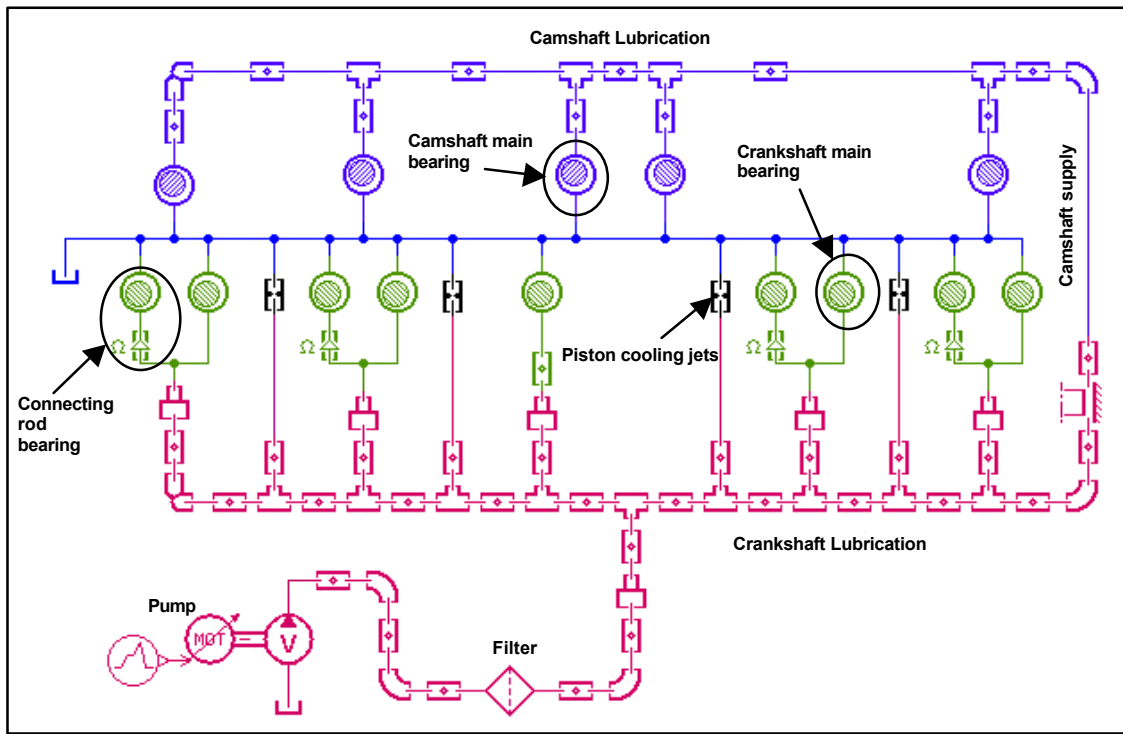 Camshaft Lubrication
Camshaft main
bearing
Crankshaft main
bearing
Camshaft supply
Ω
Ω
Ω
Ω
Piston cooling jets
Connecting
rod
bearing
Crankshaft Lubrication
Pump
MOT
V
Filter